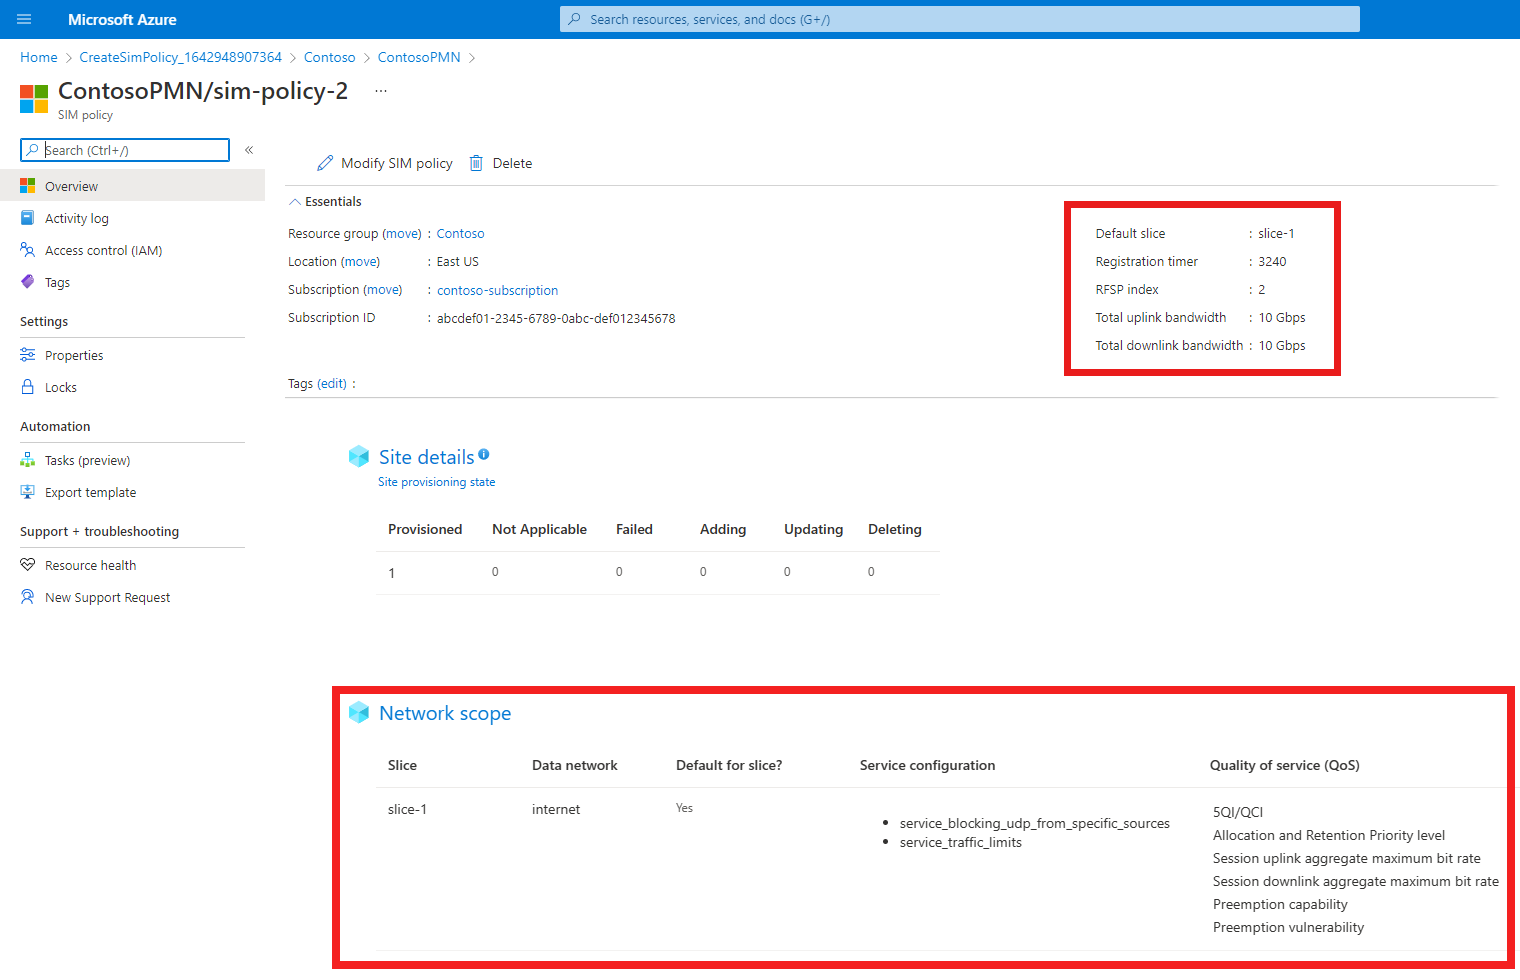 Microsoft Azure
Search resources, services, and docs (G+/)
Home > CreateSimPolicy_1642948907364 > Contoso > ContosoPMN >
ContosoPMN/sim-policy-2 ...
SIM policy
Search (Ctrl+/) «
Overview
Activity log
Access control (IAM)
Tags
Settings
Properties
Locks
Automation
Tasks (preview)
Export template
Support + troubleshooting
Resource health
New Support Request
Modify SIM policy Delete
Essentials
Resource group (move) : Contoso
Location (move) : East US
Subscription (move) : contoso-subscription
Subscription ID : abcdef01-2345-6789-0abc-def012345678
Default slice : slice-1
Registration timer : 3240
RFSP index : 2
Total uplink bandwidth : 10 Gbps
Total downlink bandwidth : 10 Gbps
Tags (edit) :
Site details
Site provisioning state
Provisioned Not Applicable Failed Adding Updating Deleting
1 0 0 0 0 0
Network scope
Slice Data network Default for slice? Service configuration Quality of service (QoS)
slice-1 internet Yes
• service_blocking_udp_from_specific_sources
• service_traffic_limits
5QI/QCI
Allocation and Retention Priority level
Session uplink aggregate maximum bit rate
Session downlink aggregate maximum bit rate
Preemption capability
Preemption vulnerability